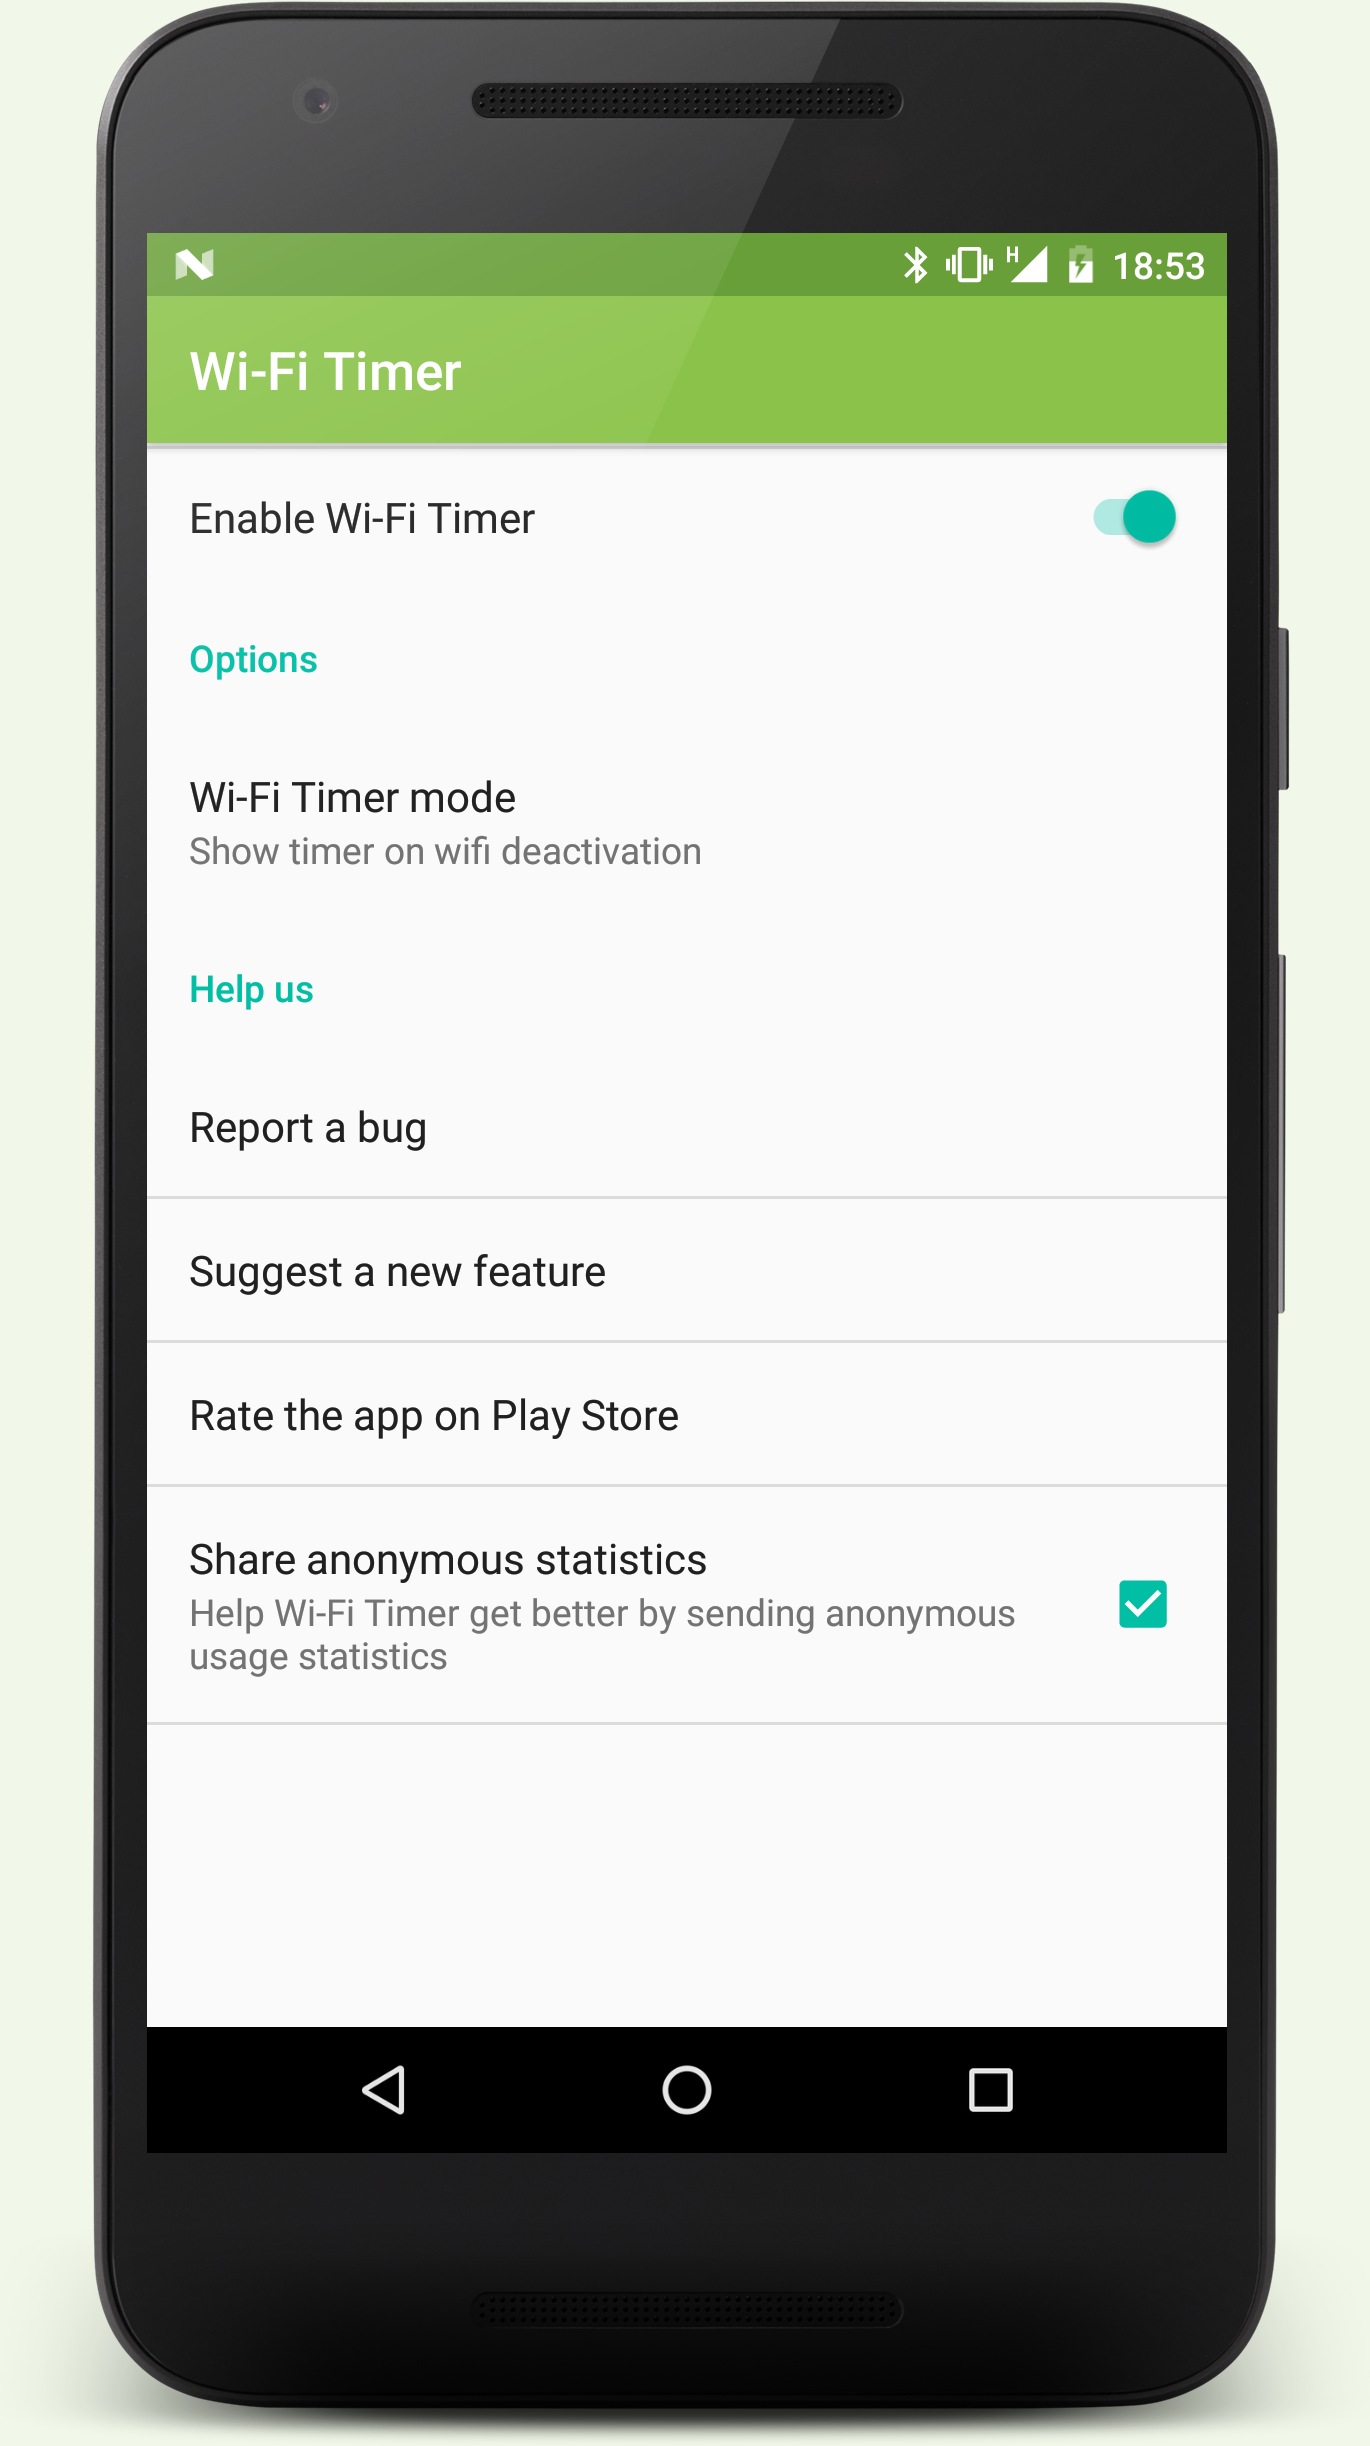 H 18:53
Wi-Fi Timer
Enable Wi-Fi Timer
Options
Wi-Fi Timer mode
Show timer on wifi deactivation
Help us
Report a bug
Suggest a new feature
Rate the app on Play Store
Share anonymous statistics
Help Wi-Fi Timer get better by sending anonymous
usage statistics